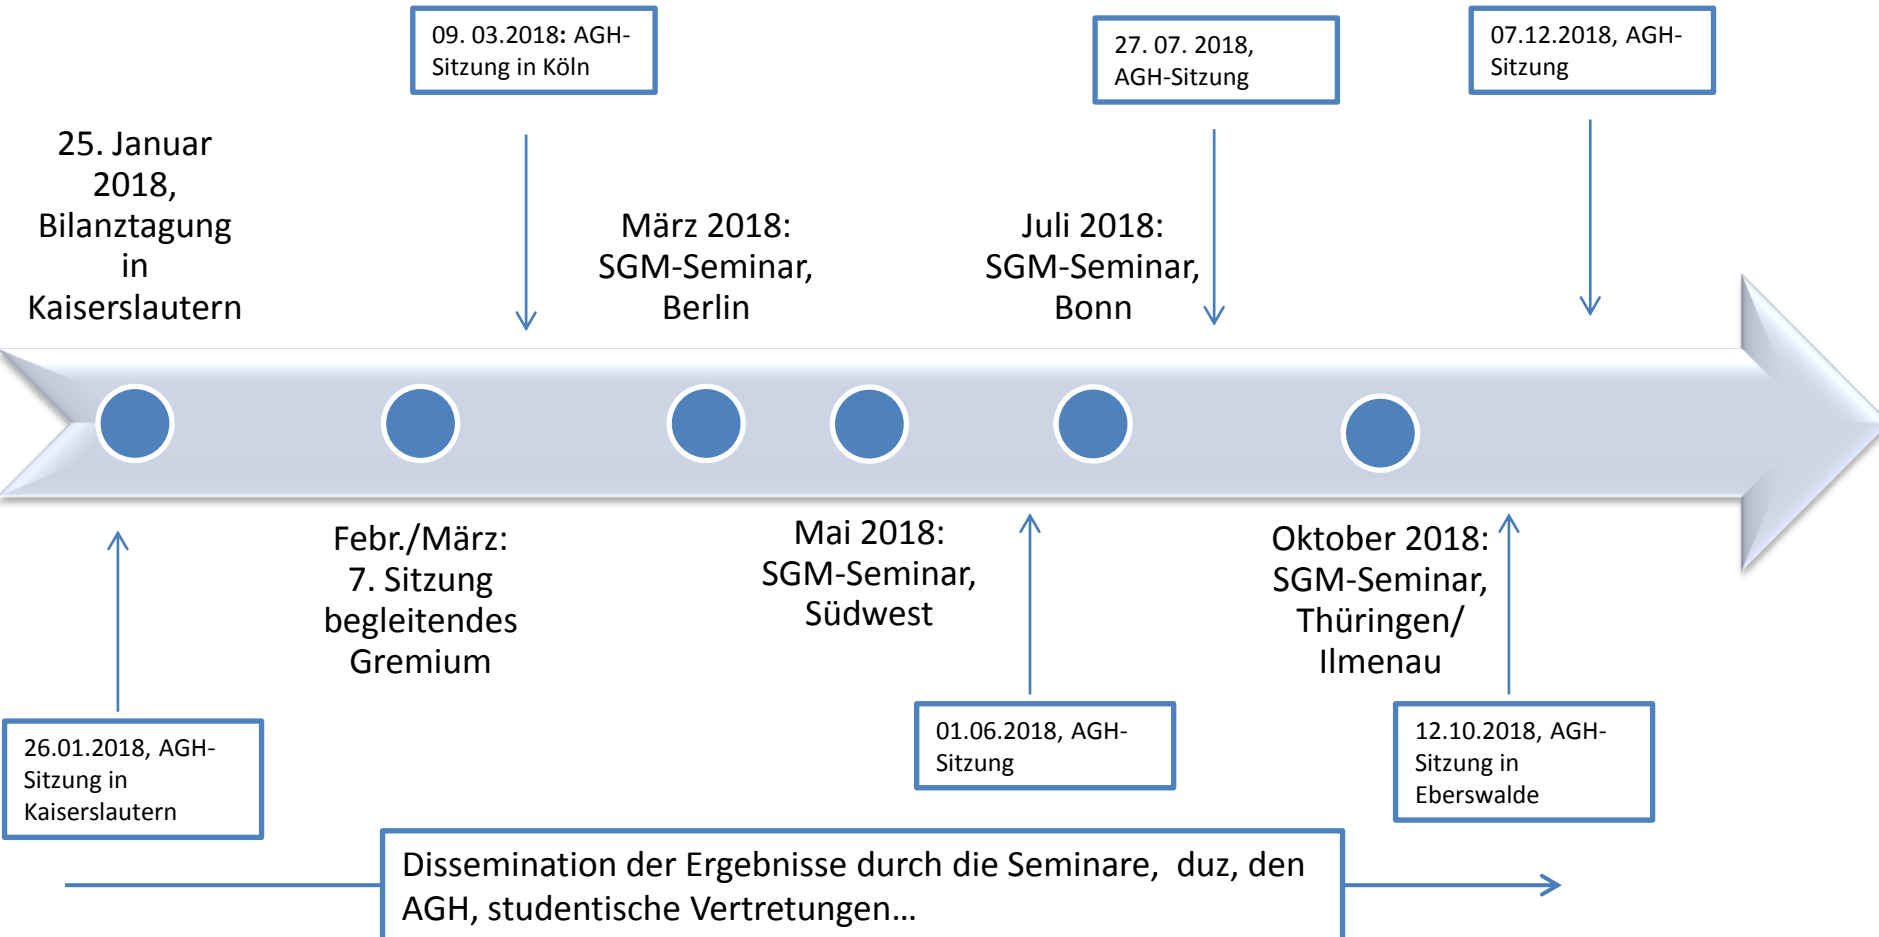 09. 03.2018: AGH-
Sitzung in Köln
27. 07. 2018,
AGH-Sitzung
07.12.2018, AGH-
Sitzung
25. Januar
2018,
Bilanztagung
in
Kaiserslautern
März 2018:
SGM-Seminar,
Berlin
Juli 2018:
SGM-Seminar,
Bonn
Febr./März:
7. Sitzung
begleitendes
Gremium
Mai 2018:
SGM-Seminar,
Südwest
Oktober 2018:
SGM-Seminar,
Thüringen/
Ilmenau
26.01.2018, AGH-
Sitzung in
Kaiserslautern
01.06.2018, AGH-
Sitzung
12.10.2018, AGH-
Sitzung in
Eberswalde
Dissemination der Ergebnisse durch die Seminare, duz, den
AGH, studentische Vertretungen…